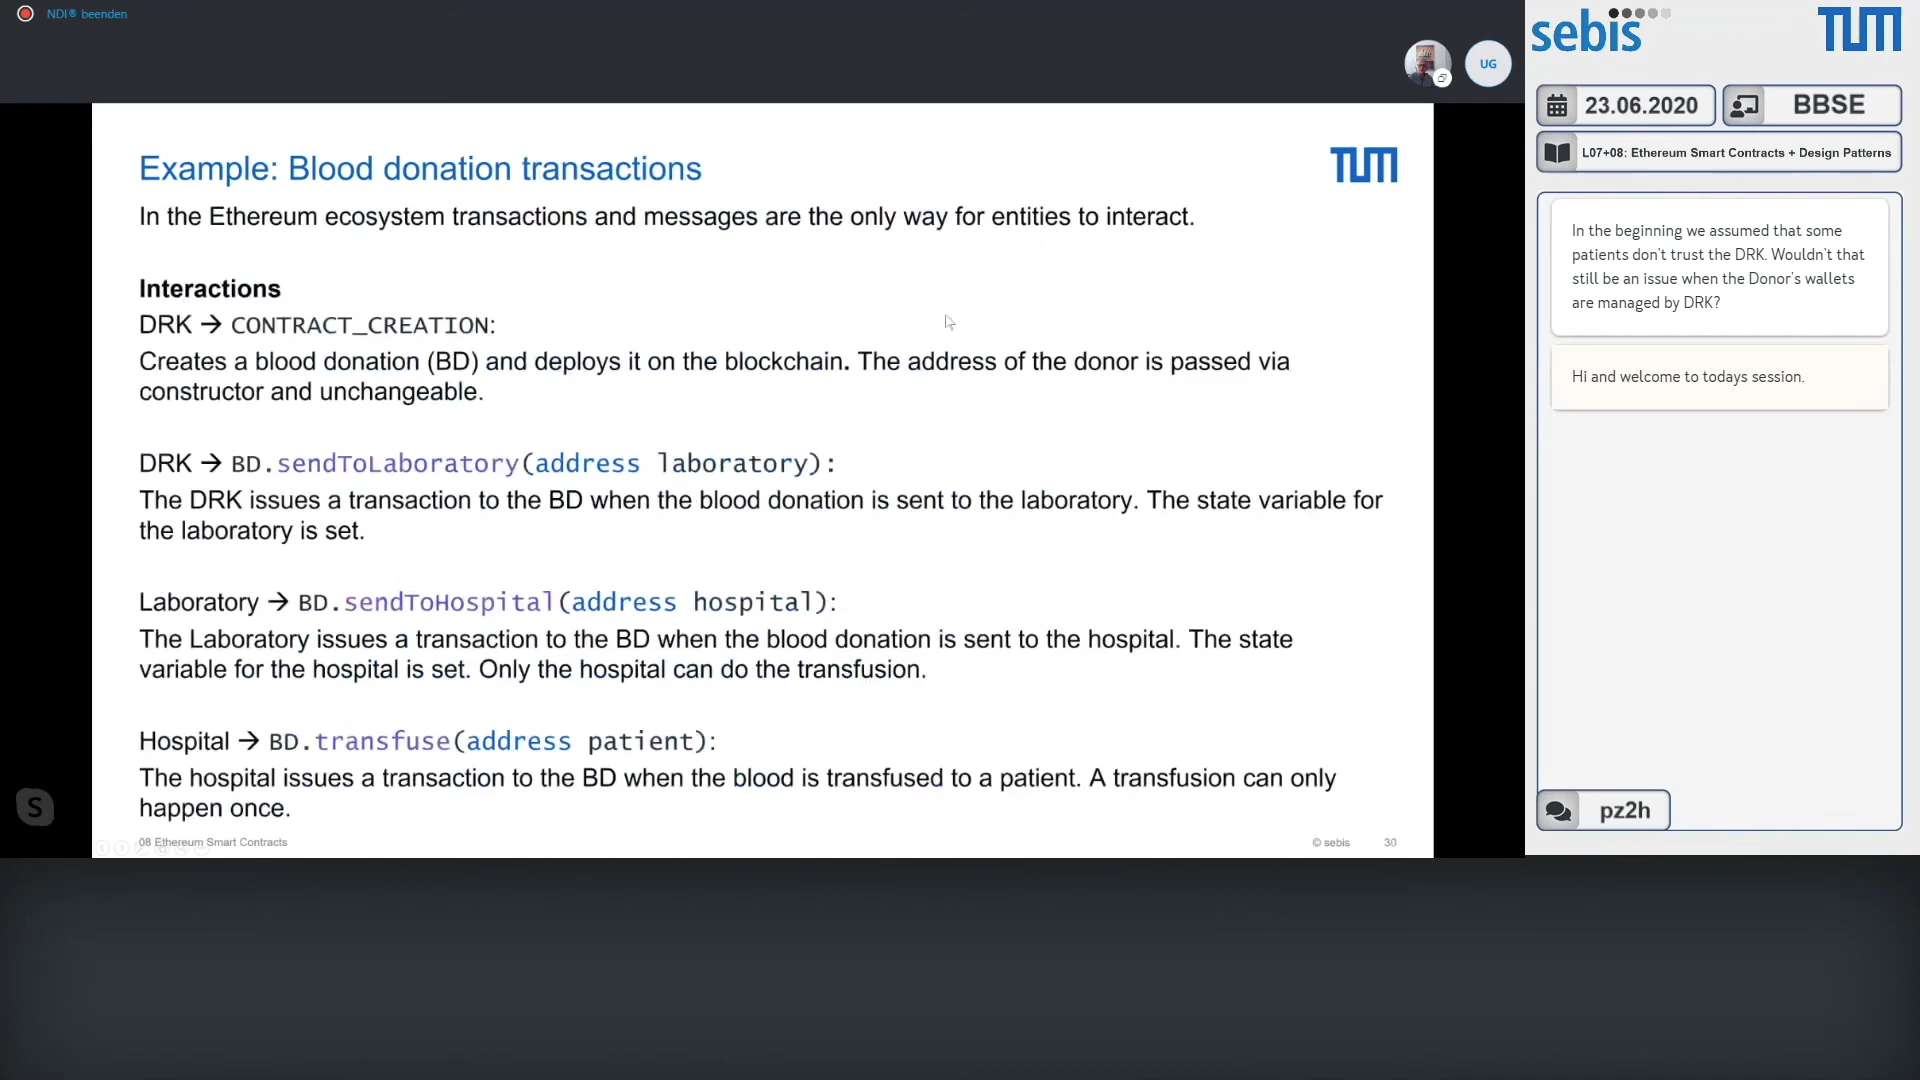 NDI® beenden
UG
Example: Blood donation transactions
TUM
In the Ethereum ecosystem transactions and messages are the only way for entities to interact.
Interactions
DRK → CONTRACT_CREATION:
Creates a blood donation (BD) and deploys it on the blockchain. The address of the donor is passed via
constructor and unchangeable.
DRK → BD.sendToLaboratory(address laboratory):
The DRK issues a transaction to the BD when the blood donation is sent to the laboratory. The state variable for
the laboratory is set.
Laboratory → BD.sendToHospital(address hospital):
The Laboratory issues a transaction to the BD when the blood donation is sent to the hospital. The state
variable for the hospital is set. Only the hospital can do the transfusion.
Hospital → BD.transfuse(address patient):
The hospital issues a transaction to the BD when the blood is transfused to a patient. A transfusion can only
happen once.
08 Ethereum Smart Contracts
© sebis
30
S
sebis
TUM
23.06.2020
BBSE
L07+08: Ethereum Smart Contracts + Design Patterns
In the beginning we assumed that some
patients don't trust the DRK. Wouldn't that
still be an issue when the Donor's wallets
are managed by DRK?
Hi and welcome to todays session.
pz2h